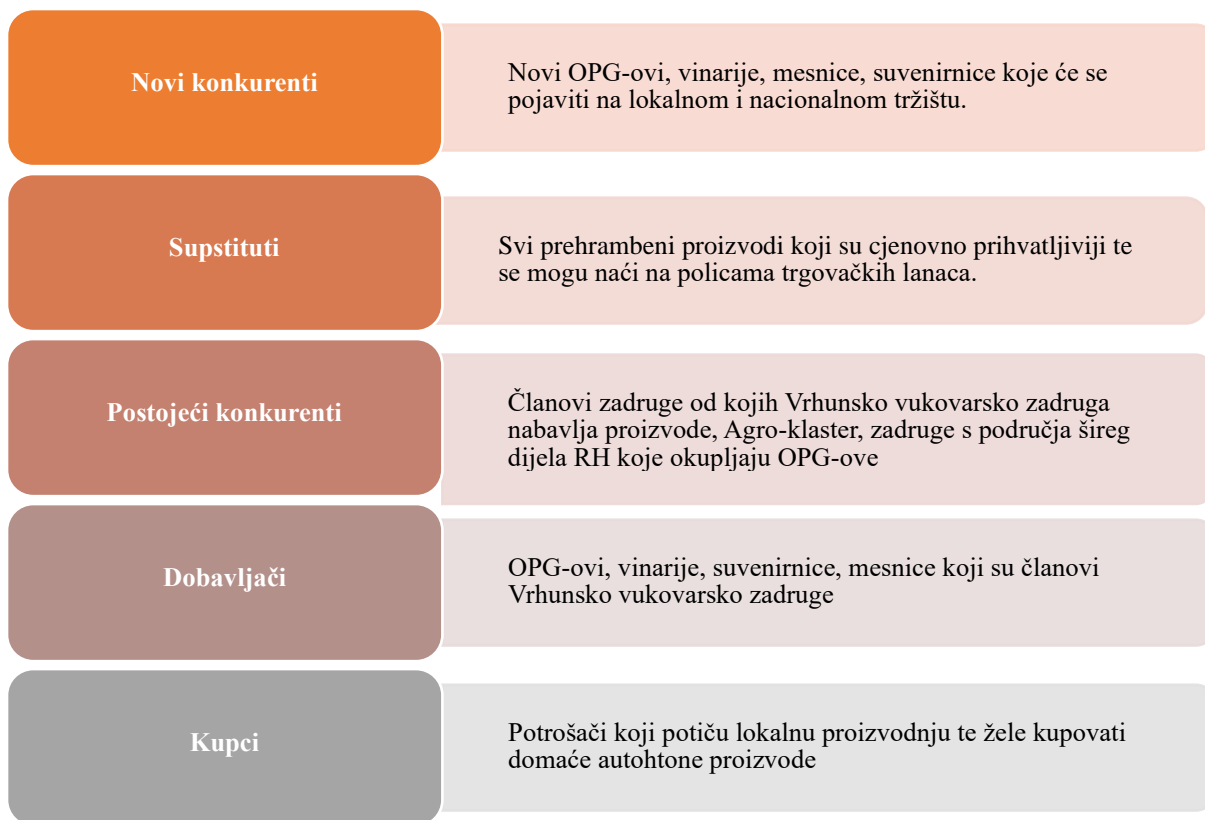 Novi konkurenti
Novi OPG-ovi, vinarije, mesnice, suvenirnice koje će se
pojaviti na lokalnom i nacionalnom tržištu.
Supstituti
Svi prehrambeni proizvodi koji su cjenovno prihvatljiviji te
se mogu naći na policama trgovačkih lanaca.
Postojeći konkurenti
Članovi zadruge od kojih Vrhunsko vukovarsko zadruga
nabavlja proizvode, Agro-klaster, zadruge s područja šireg
dijela RH koje okupljaju OPG-ove
Dobavljači
OPG-ovi, vinarije, suvenirnice, mesnice koji su članovi
Vrhunsko vukovarsko zadruge
Kupci
Potrošači koji potiču lokalnu proizvodnju te žele kupovati
domaće autohtone proizvode